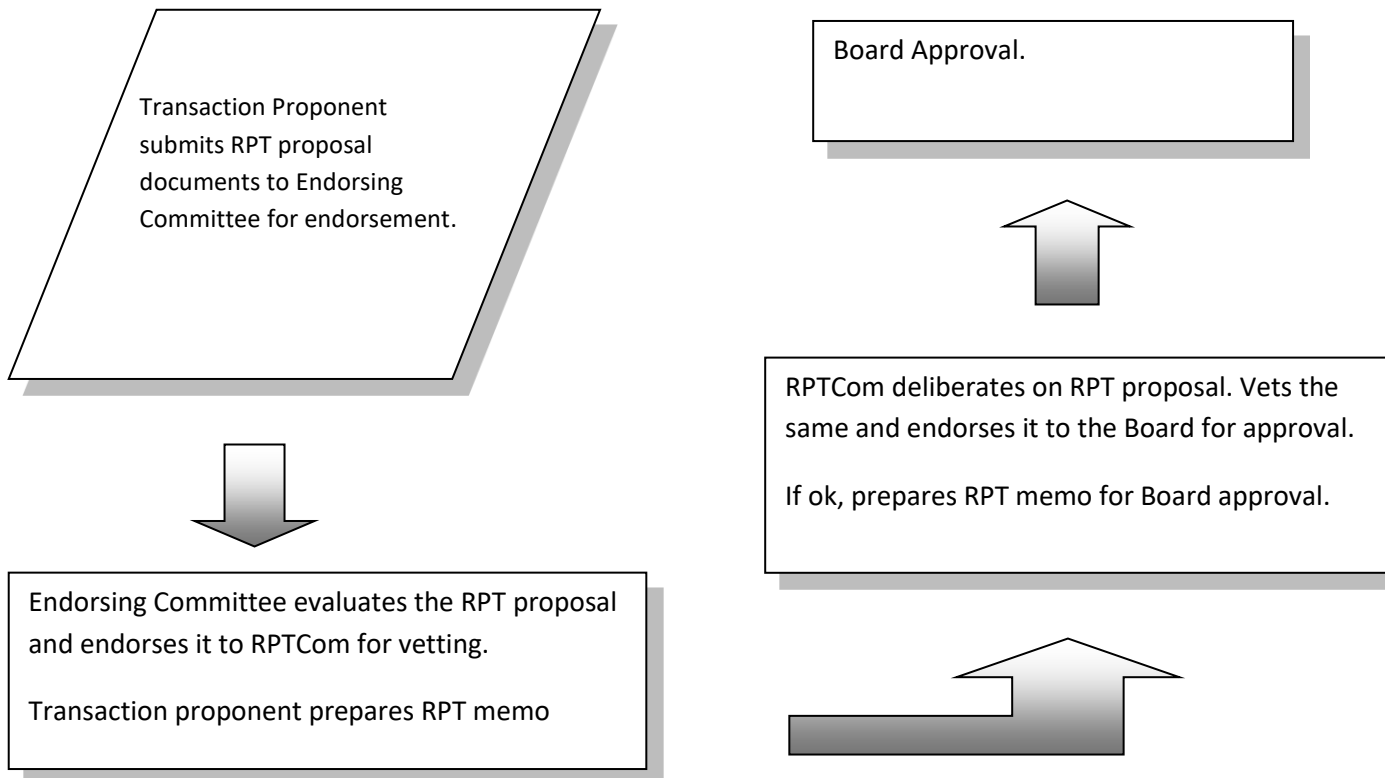 Transaction Proponent
submits RPT proposal
documents to Endorsing
Committee for endorsement.
Endorsing Committee evaluates the RPT proposal
and endorses it to RPTCom for vetting.
Transaction proponent prepares RPT memo
RPTCom deliberates on RPT proposal. Vets the
same and endorses it to the Board for approval.
If ok, prepares RPT memo for Board approval.
Board Approval.